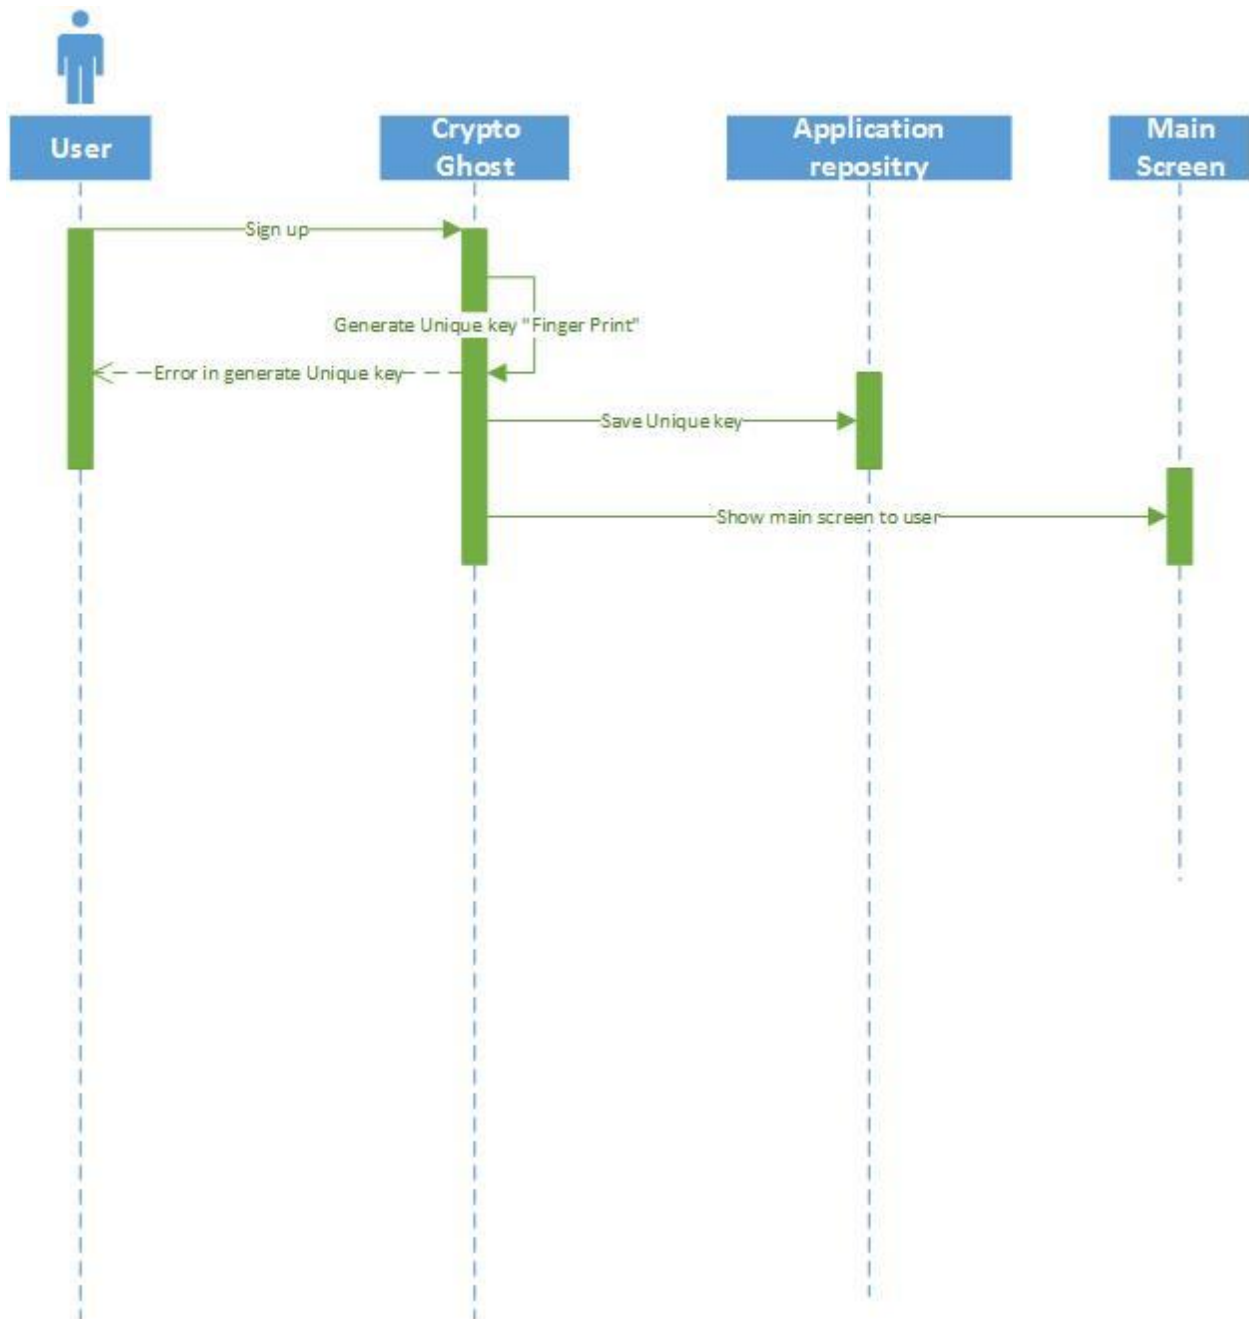 User
Crypto
Ghost
Application
repositry
Main
Screen
Sign up
Generate Unique key "Finger Print"
Error in generate Unique key
Save Unique key
Show main screen to user